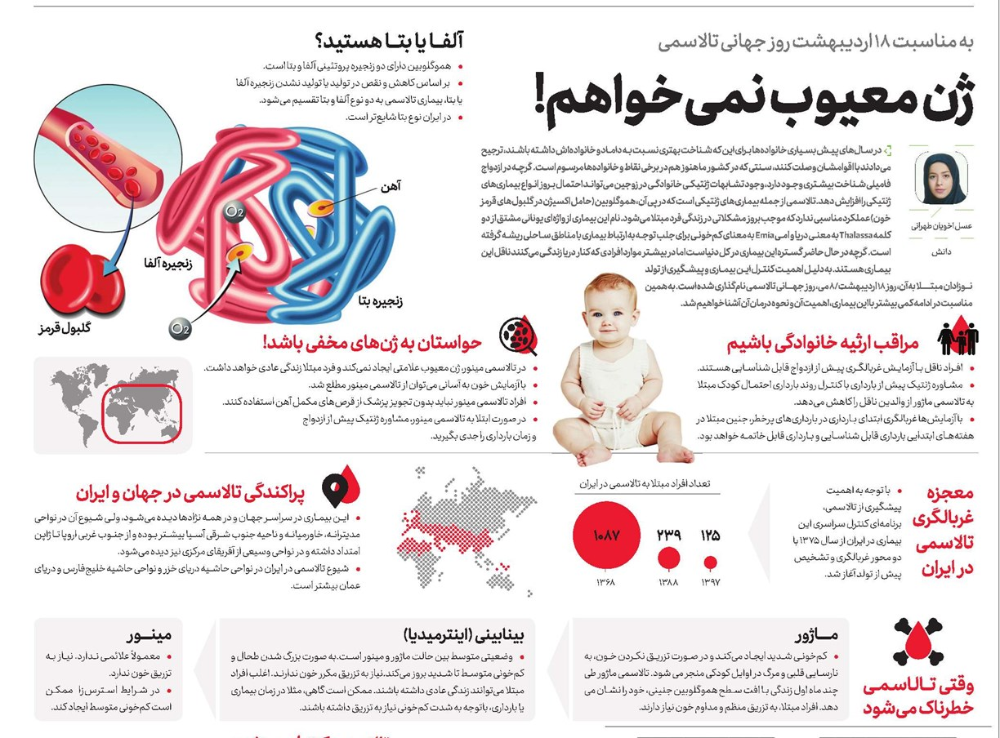 به مناسبت ۱۸ اردیبهشت روز جهانی تالاسمی
ژن معیوب نمی‌خواهم!
عسل اخویان طهرانی
دانش
در سال‌های پیش بسیاری خانواده‌ها برای این که شناخت بهتری نسبت به داماد و خانواده‌اش داشته باشند، ترجیح
می‌دادند با اقوامشان وصلت کنند، سنتی که در کشور ما هنوز هم در برخی نقاط و خانواده‌ها مرسوم است. گرچه در ازدواج
فامیلی شناخت بیشتری وجود دارد، وجود تشابهات ژنتیکی خانوادگی در زوجین می‌تواند احتمال بروز انواع بیماری‌های
ژنتیکی را افزایش دهد. تالاسمی از جمله بیماری‌های ژنتیکی است که در پی آن، هموگلوبین (حامل اکسیژن در گلبول‌های قرمز
خون) عملکرد مناسبی ندارد که موجب بروز مشکلاتی در زندگی فرد مبتلا می‌شود. نام این بیماری از واژه‌ای یونانی مشتق از دو
کلمه Thalassa به معنی دریا و امی Emia به معنای کم‌خونی برای جلب توجه به ارتباط بیماری با مناطق ساحلی ریشه گرفته
است. گرچه در حال حاضر گستره این بیماری در کل دنیاست اما در بیشتر موارد افرادی که کنار دریا زندگی می‌کنند ناقل این
بیماری هستند. به دلیل اهمیت کنترل این بیماری و پیشگیری از تولد
نوزادان مبتلا به آن، روز ۱۸ اردیبهشت/ ۸ می، روز جهانی تالاسمی نام‌گذاری شده است. به همین
مناسبت در ادامه کمی بیشتر با این بیماری، اهمیت آن و نحوه درمان آن آشنا خواهیم شد.
آلفا یا بتا هستید؟
• هموگلوبین دارای دو زنجیره پروتئینی آلفا و بتا است.
• بر اساس کاهش و نقص در تولید یا تولید نشدن زنجیره آلفا
یا بتا، بیماری تالاسمی به دو نوع آلفا و بتا تقسیم می‌شود.
• در ایران نوع بتا شایع‌تر است.
آهن
O2
زنجیره آلفا
زنجیره بتا
O2
گلبول قرمز
مراقب ارثیه خانوادگی باشیم
• افراد ناقل با آزمایش غربالگری پیش از ازدواج قابل شناسایی هستند.
• مشاوره ژنتیک پیش از بارداری با کنترل روند بارداری احتمال کودک مبتلا
به تالاسمی ماژور از والدین ناقل را کاهش می‌دهد.
• با آزمایش‌ها غربالگری ابتدای بارداری در بارداری‌های پرخطر، جنین مبتلا در
هفته‌های ابتدایی بارداری قابل شناسایی و بارداری قابل خاتمه خواهد بود.
حواستان به ژن‌های مخفی باشد!
• در تالاسمی مینور، ژن معیوب علامتی ایجاد نمی‌کند و فرد مبتلا زندگی عادی خواهد داشت.
• با آزمایش خون به آسانی می‌توان از تالاسمی مینور مطلع شد.
• افراد تالاسمی مینور نباید بدون تجویز پزشک از قرص‌های مکمل آهن استفاده کنند.
• در صورت ابتلا به تالاسمی مینور، مشاوره ژنتیک پیش از ازدواج
و زمان بارداری را جدی بگیرید.
معجزه
غربالگری
تالاسمی
در ایران
• با توجه به اهمیت
پیشگیری از تالاسمی،
برنامه‌ای کنترل سراسری این
بیماری در ایران از سال ۱۳۷۵ با
دو محور غربالگری و تشخیص
پیش از تولد آغاز شد.
تعداد افراد مبتلا به تالاسمی در ایران
۱۲۵ ۲۳۹ ۱۰۸۷
۱۳۹۷ ۱۳۸۸ ۱۳۶۸
پراکندگی تالاسمی در جهان و ایران
• این بیماری در سراسر جهان و در همه نژادها دیده می‌شود، ولی شیوع آن در نواحی
مدیترانه، خاورمیانه و ناحیه جنوب شرقی آسیا بیشتر بوده و از جنوب غربی اروپا تا ژاپن
امتداد داشته و در نواحی وسیعی از آفریقای مرکزی نیز دیده می‌شود.
• شیوع تالاسمی در ایران در نواحی حاشیه دریای خزر و نواحی حاشیه خلیج‌فارس و دریای
عمان بیشتر است.
وقتی تالاسمی
خطرناک می‌شود
ماژور
• کم‌خونی شدید ایجاد می‌کند و در صورت تزریق نکردن خون، به
نارسایی قلبی و مرگ در اوایل کودکی منجر می شود. تالاسمی ماژور طی
چند ماه اول زندگی با افت سطح هموگلوبین جنینی، خود را نشان می
دهد. افراد مبتلا، به تزریق منظم و مداوم خون نیاز دارند.
بینابینی (اینترمیدیا)
• وضعیتی متوسط بین حالت ماژور و مینور است. به صورت بزرگ شدن طحال و
کم‌خونی متوسط تا شدید بروز می‌کند. نیاز به تزریق مکرر خون ندارند. اغلب افراد
مبتلا می‌توانند زندگی عادی داشته باشند. ممکن است گاهی، مثلا در زمان بیماری
یا بارداری، باتوجه به شدت کم‌خونی نیاز به تزریق داشته باشند.
مینور
• معمولاً علائمی ندارد. نیاز به
تزریق خون ندارد.
• در شرایط استرس‌زا ممکن
است کم‌خونی متوسط ایجاد کند.